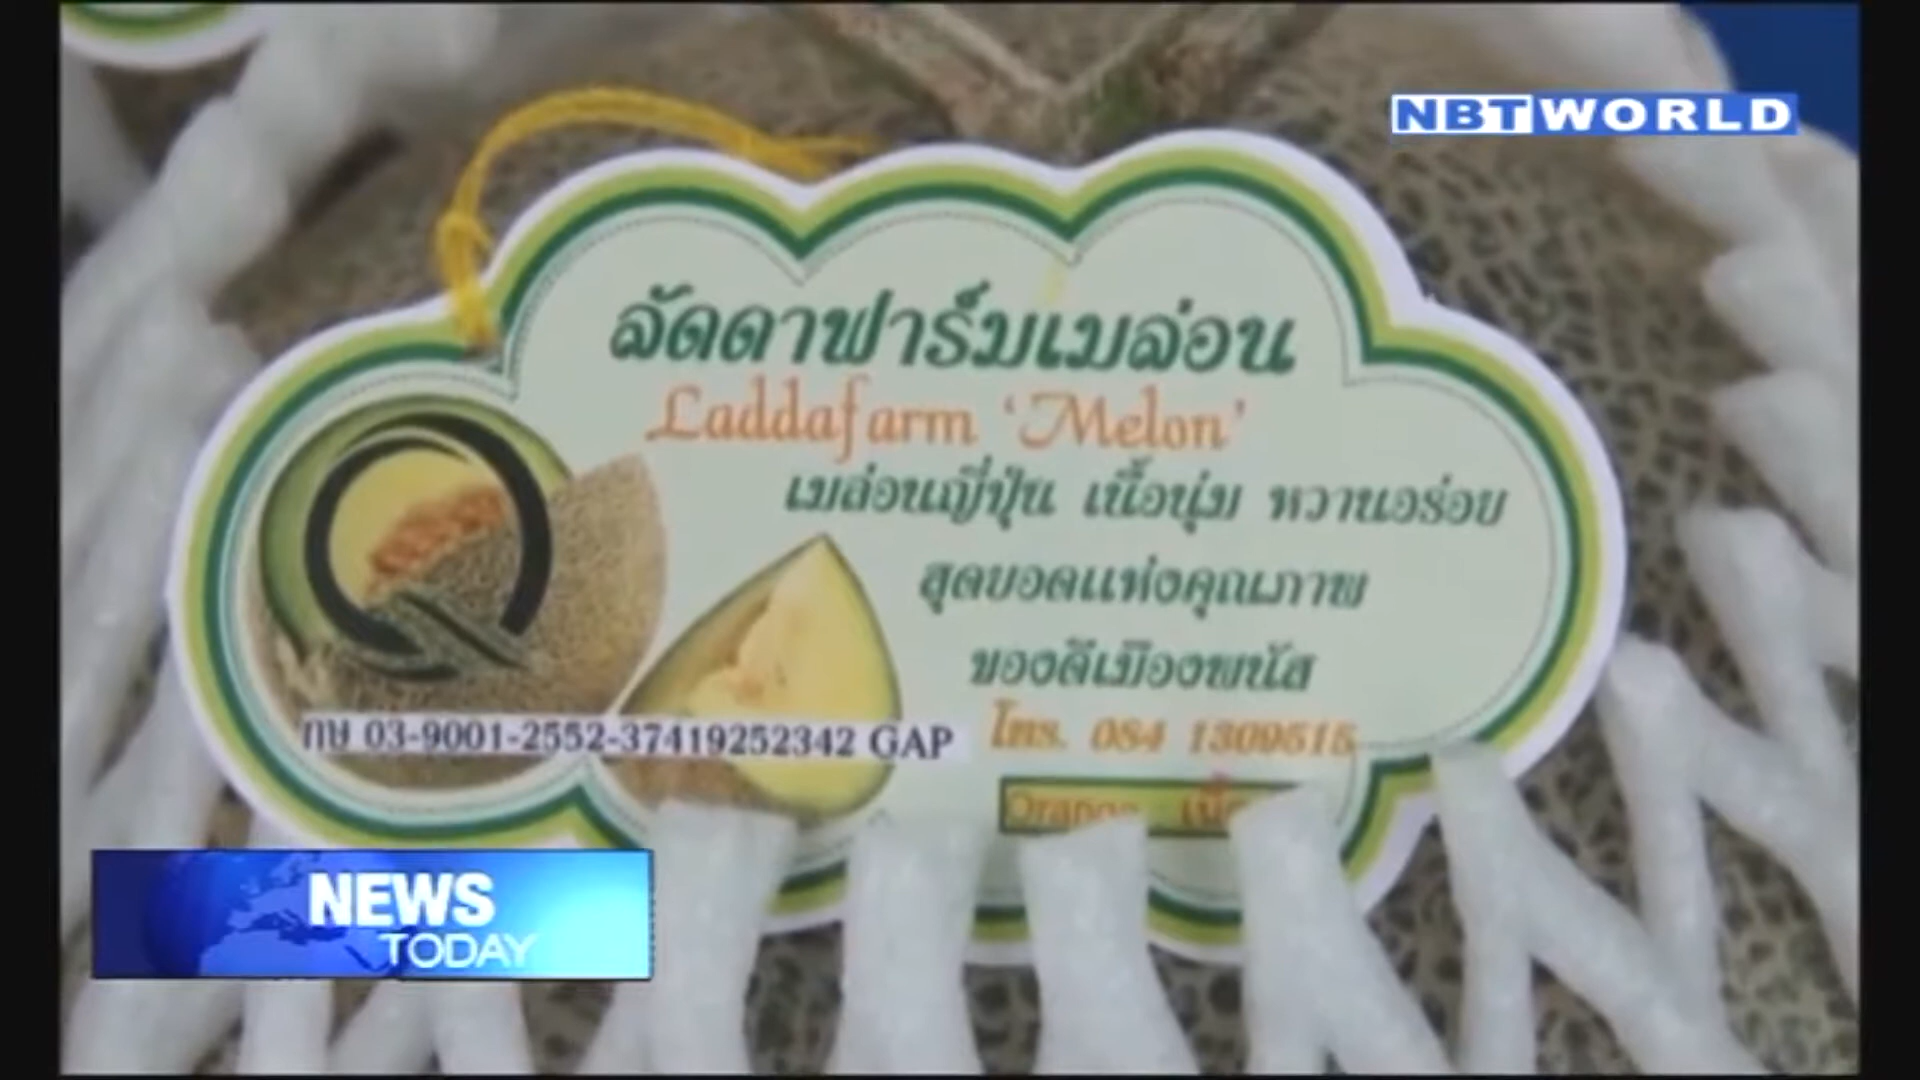 NBT WORLD
ลัดดาฟาร์มเมล่อน
Laddafarm 'Melon'
เมล่อนญี่ปุ่น เนื้อนุ่ม หวานอร่อย
สุดยอดแห่งคุณภาพ
ของดีเมืองพนัส
กษ 03-9001-2552-37419252342 GAP
โทร. 084 1309515
Orange
NEWS
TODAY